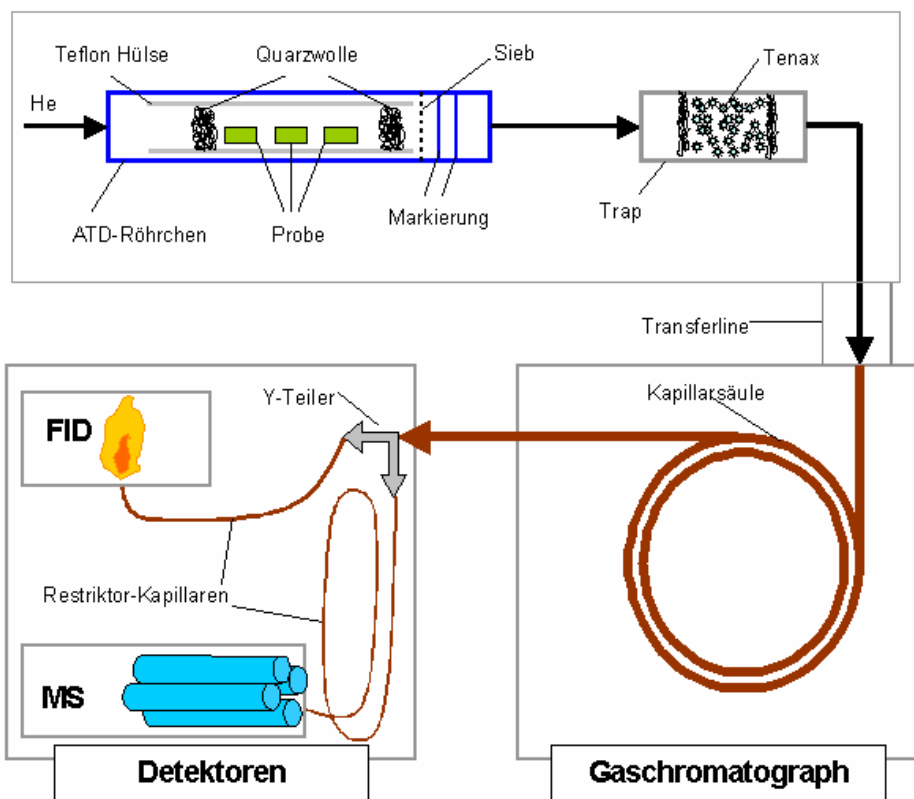 Teflon Hülse
Quarzwolle
Sieb
Tenax
He
ATD-Röhrchen
Probe
Markierung
Trap
Transferline
Y-Teiler
Kapillarsäule
FID
Restriktor-Kapillaren
MS
Detektoren
Gaschromatograph